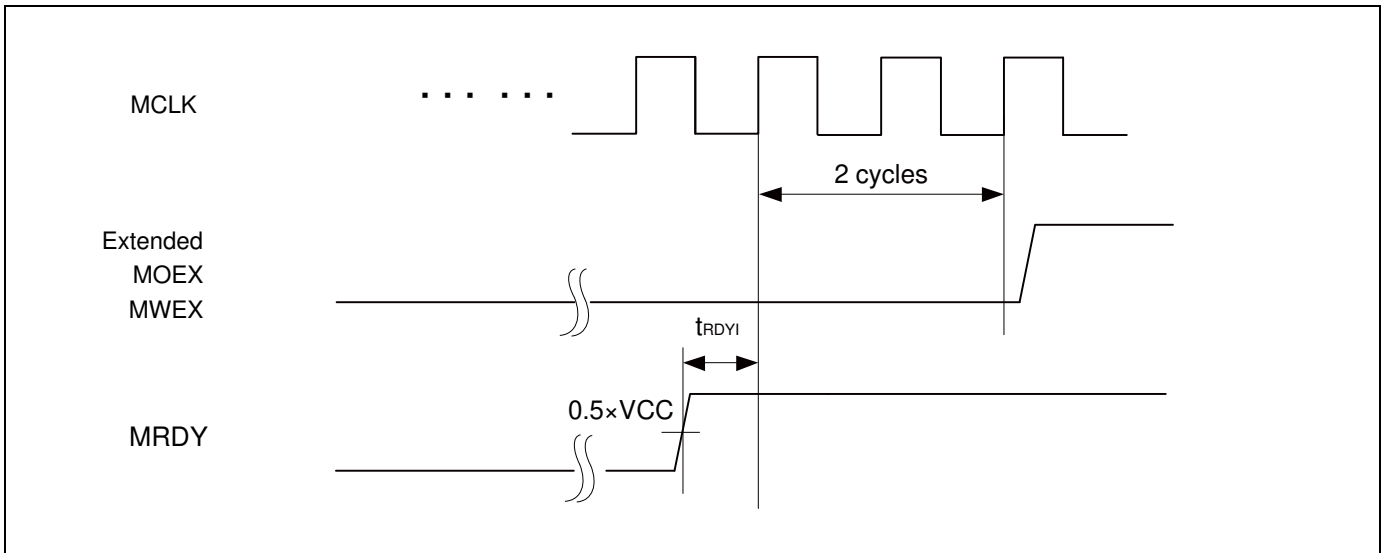 MCLK
... ...
2 cycles
Extended
MOEX
MWEX
tRDYI
0.5×VCC
MRDY